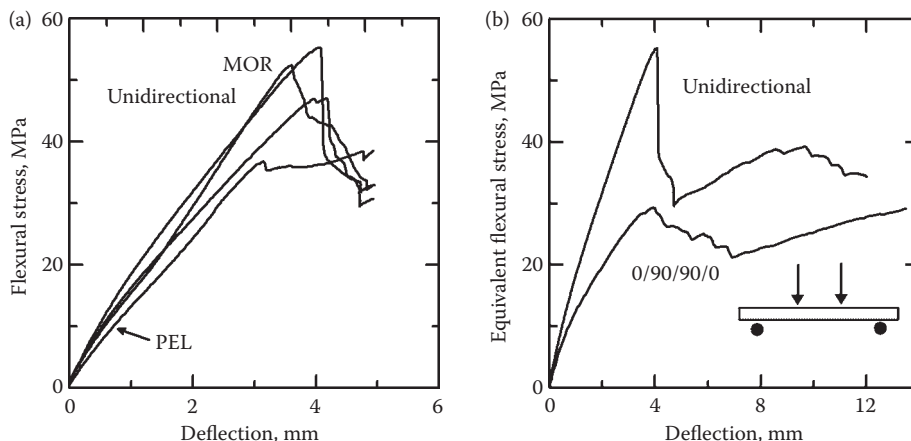 (a)
60
40
20
0
Flexural stress, MPa
MOR
Unidirectional
PEL
0 2 4 6
Deflection, mm
(b)
60
40
20
0
Equivalent flexural stress, MPa
Unidirectional
0/90/90/0
0 4 8 12
Deflection, mm